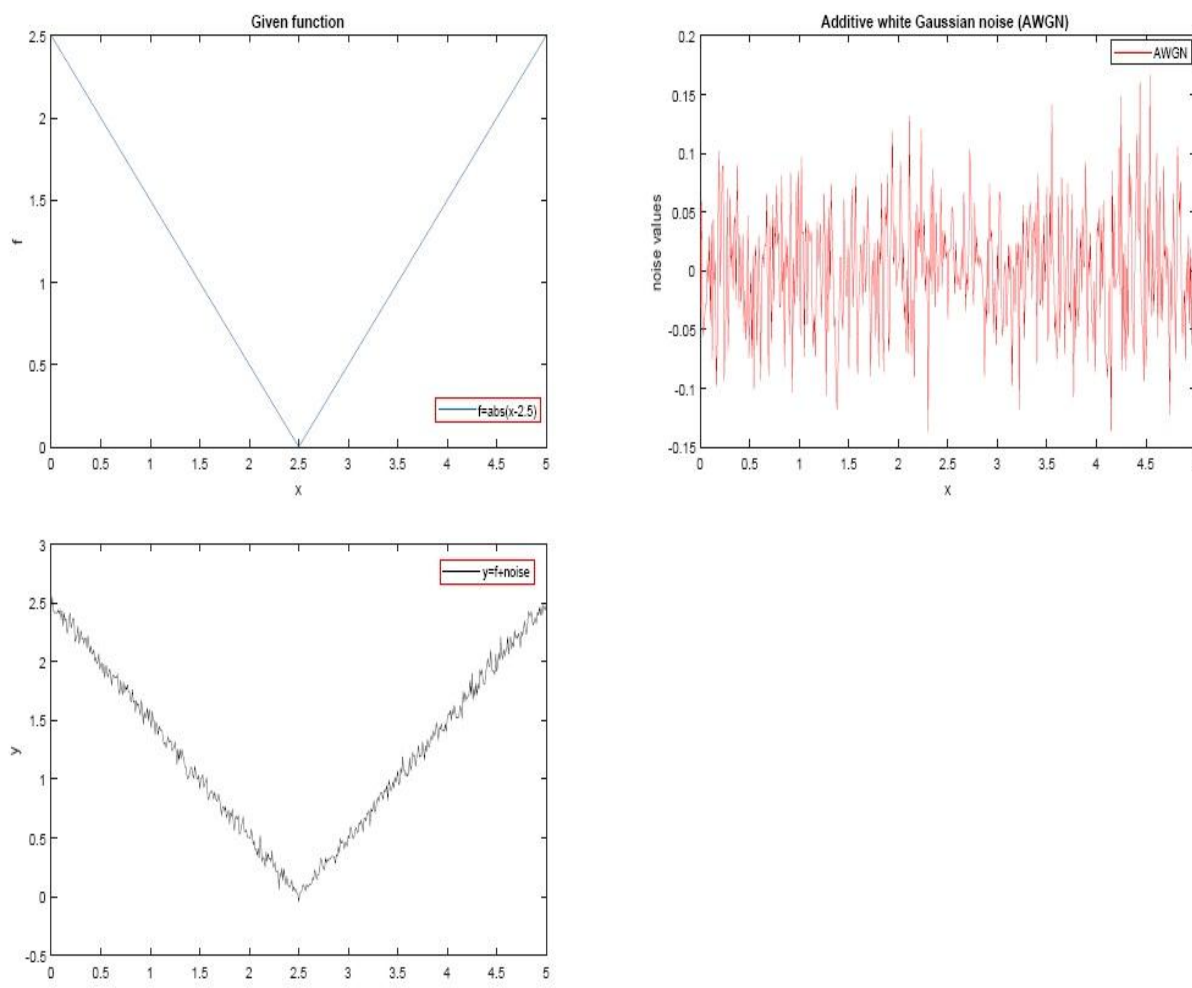 Given function
2.5
2
1.5
1
0.5
0
f
f=abs(x-2.5)
0 0.5 1 1.5 2 2.5 3 3.5 4 4.5 5
x
Additive white Gaussian noise (AWGN)
0.2
0.15
0.1
0.05
0
-0.05
-0.1
-0.15
noise values
AWGN
0 0.5 1 1.5 2 2.5 3 3.5 4 4.5 5
x
3
2.5
2
1.5
1
0.5
0
-0.5
y
y=f+noise
0 0.5 1 1.5 2 2.5 3 3.5 4 4.5 5